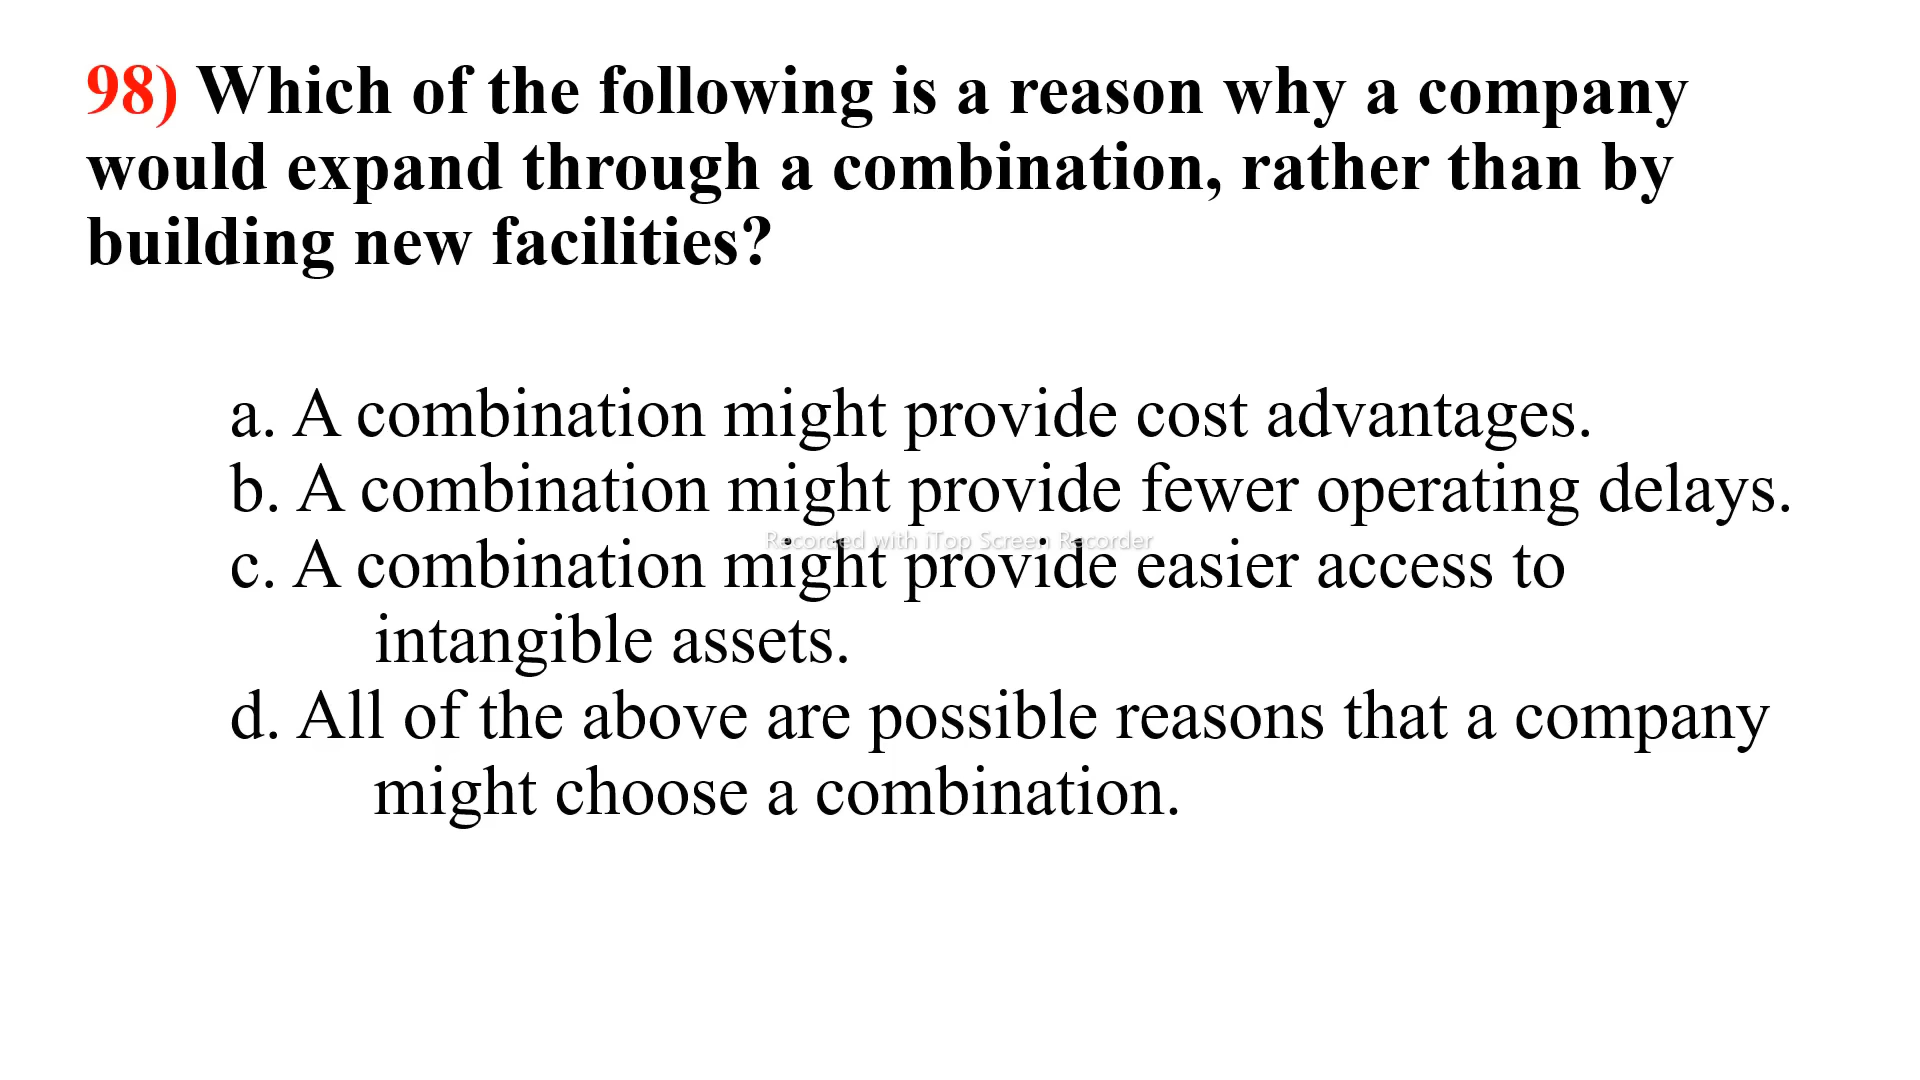 98) Which of the following is a reason why a company
would expand through a combination, rather than by
building new facilities?
a. A combination might provide cost advantages.
b. A combination might provide fewer operating delays.
Recorded with iTop Screen Recorder
c. A combination might provide easier access to
intangible assets.
d. All of the above are possible reasons that a company
might choose a combination.